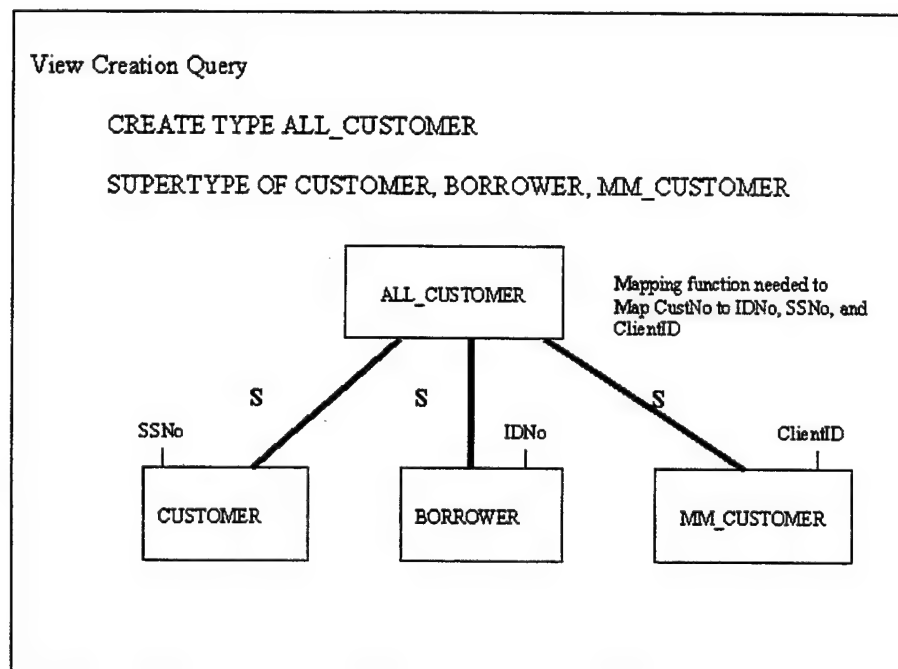 View Creation Query
CREATE TYPE ALL_CUSTOMER
SUPERTYPE OF CUSTOMER, BORROWER, MM_CUSTOMER
ALL_CUSTOMER
Mapping function needed to
Map CustNo to IDNo, SSNo, and
ClientID
S
S
S
SSNo
IDNo
ClientID
CUSTOMER
BORROWER
MM_CUSTOMER